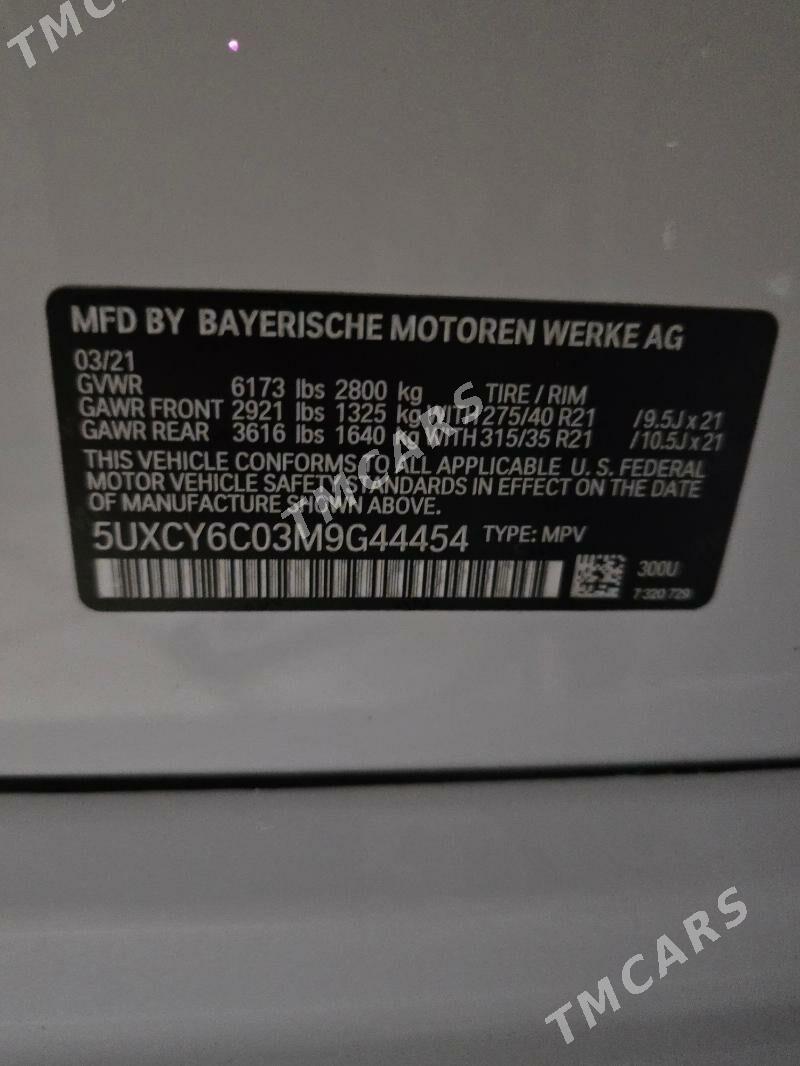 TMCARS
MFD BY BAYERISCHE MOTOREN WERKE AG
03/21
GVWR 6173 lbs 2800 kg TIRE / RIM
GAWR FRONT 2921 lbs 1325 kg WITH 275/40 R21 /9.5J x 21
GAWR REAR 3616 lbs 1640 kg WITH 315/35 R21 /10.5J x 21
THIS VEHICLE CONFORMS TO ALL APPLICABLE U.S. FEDERAL
MOTOR VEHICLE SAFETY STANDARDS IN EFFECT ON THE DATE
OF MANUFACTURE SHOWN ABOVE.
TMCARS
5UXCY6C03M9G44454 TYPE: MPV
300U
7 320 729
TMCARS